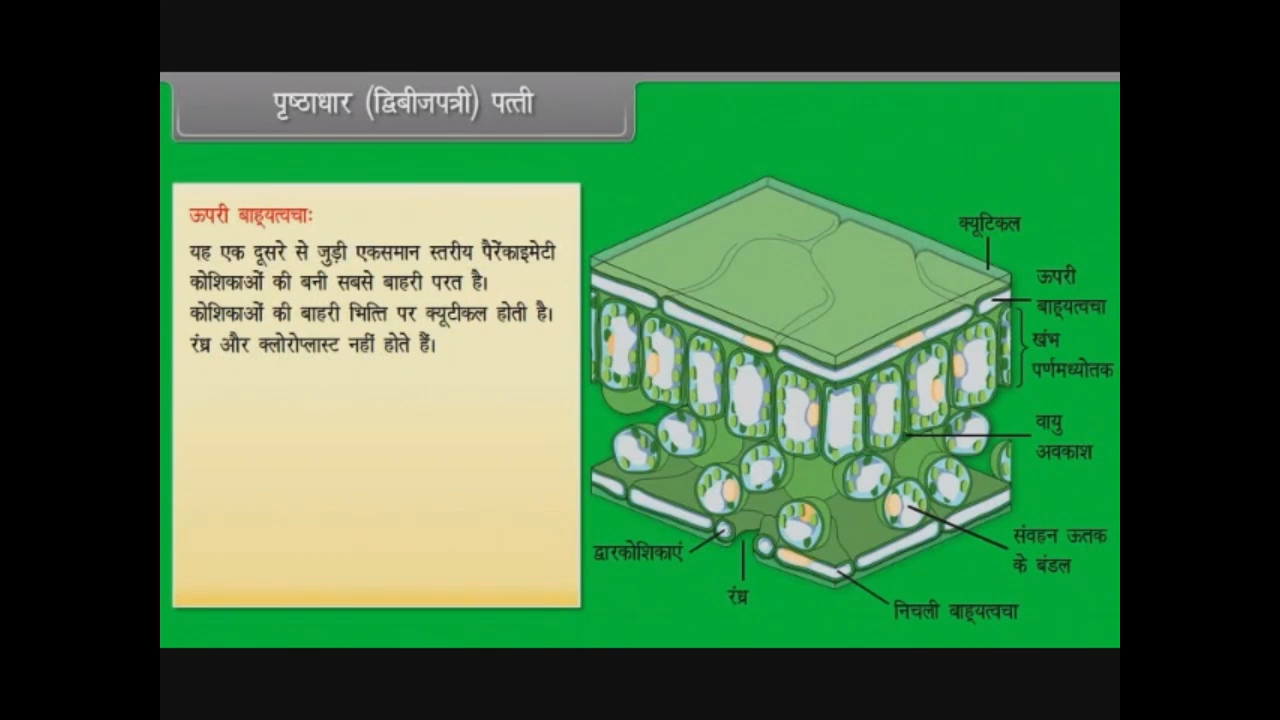 पृष्ठाधार (द्विबीजपत्री) पत्ती
ऊपरी बाह्यत्वचाः
यह एक दूसरे से जुड़ी एकसमान स्तरीय पैरेंकाइमेटी
कोशिकाओं की बनी सबसे बाहरी परत है।
कोशिकाओं की बाहरी भित्ति पर क्यूटीकल होती है।
रंध्र और क्लोरोप्लास्ट नहीं होते हैं।
क्यूटिकल
ऊपरी
बाह्यत्वचा
खंभ
पर्णमध्योतक
वायु
अवकाश
संवहन ऊतक
के बंडल
द्वारकोशिकाएं
रंध्र
निचली बाह्यत्वचा